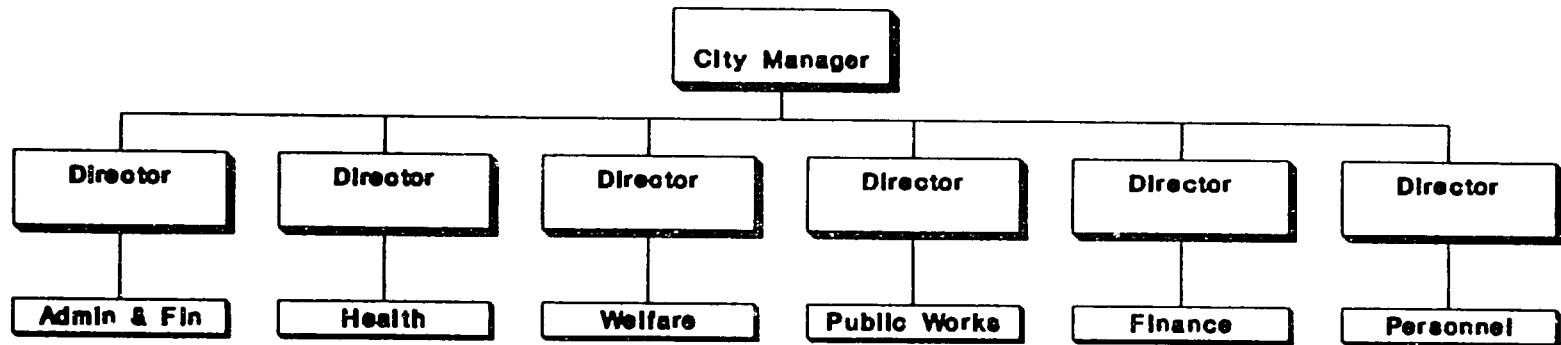 City Manager
Director
Director
Director
Director
Director
Director
Admin & Fin
Health
Welfare
Public Works
Finance
Personnel